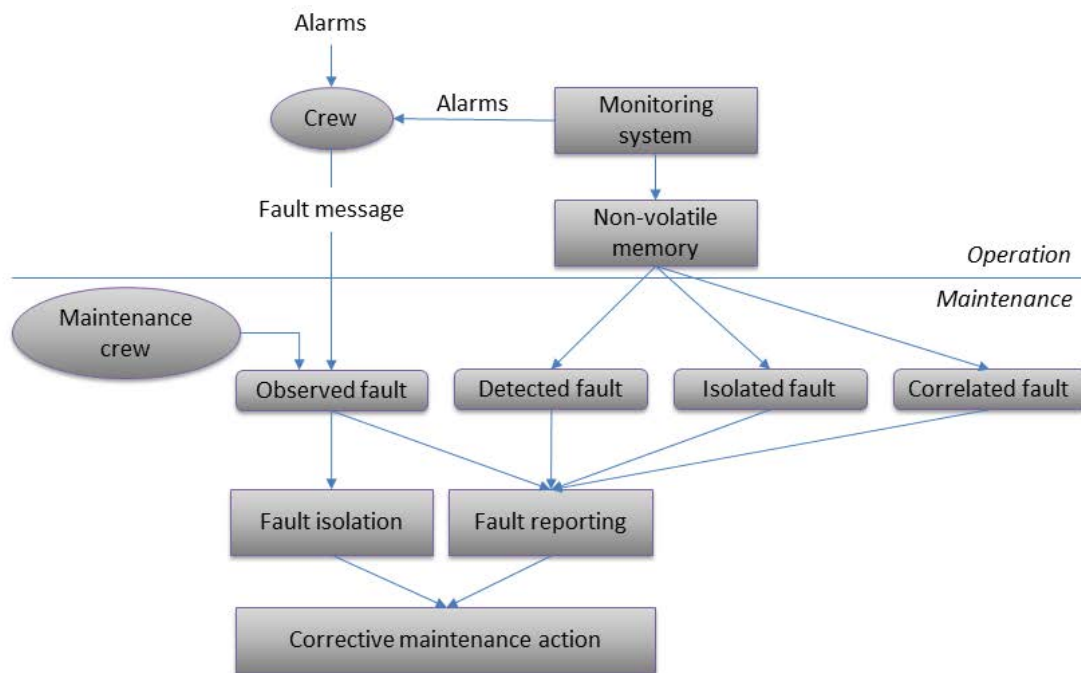 Alarms
Crew
Alarms
Monitoring
system
Fault message
Non-volatile
memory
Operation
Maintenance
Maintenance
crew
Observed fault
Detected fault
Isolated fault
Correlated fault
Fault isolation
Fault reporting
Corrective maintenance action